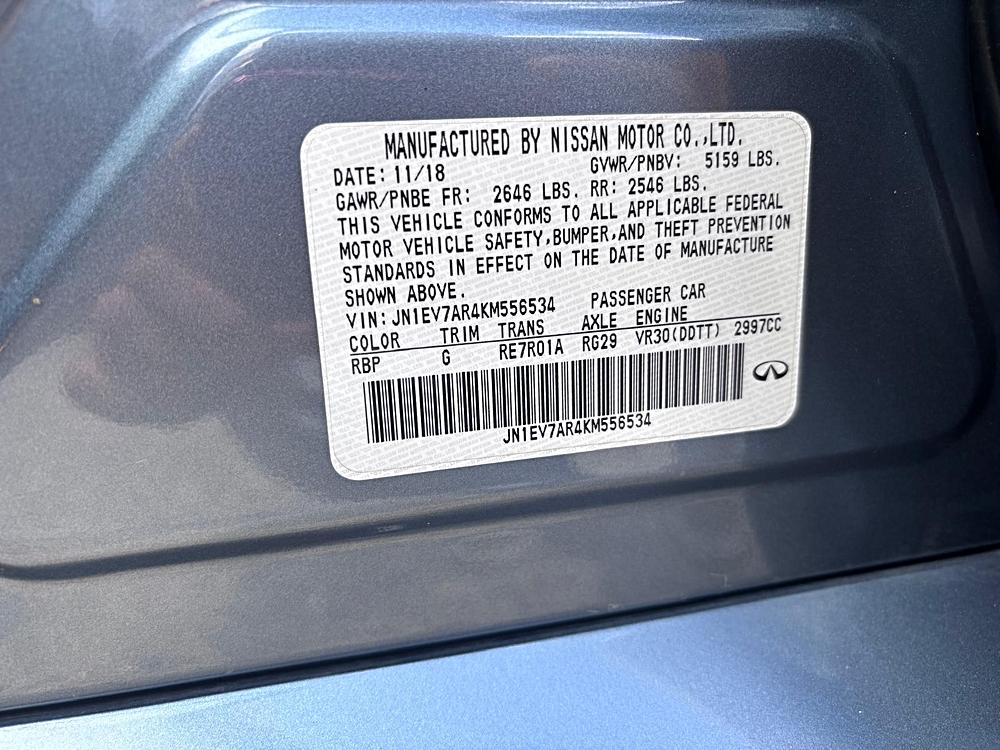 MANUFACTURED BY NISSAN MOTOR CO.,LTD.
DATE: 11/18 GVWR/PNBV: 5159 LBS.
GAWR/PNBE FR: 2646 LBS. RR: 2546 LBS.
THIS VEHICLE CONFORMS TO ALL APPLICABLE FEDERAL
MOTOR VEHICLE SAFETY,BUMPER,AND THEFT PREVENTION
STANDARDS IN EFFECT ON THE DATE OF MANUFACTURE
SHOWN ABOVE.
VIN:JN1EV7AR4KM556534 PASSENGER CAR
COLOR TRIM TRANS AXLE ENGINE
RBP G RE7R01A RG29 VR30(DDTT) 2997CC
JN1EV7AR4KM556534